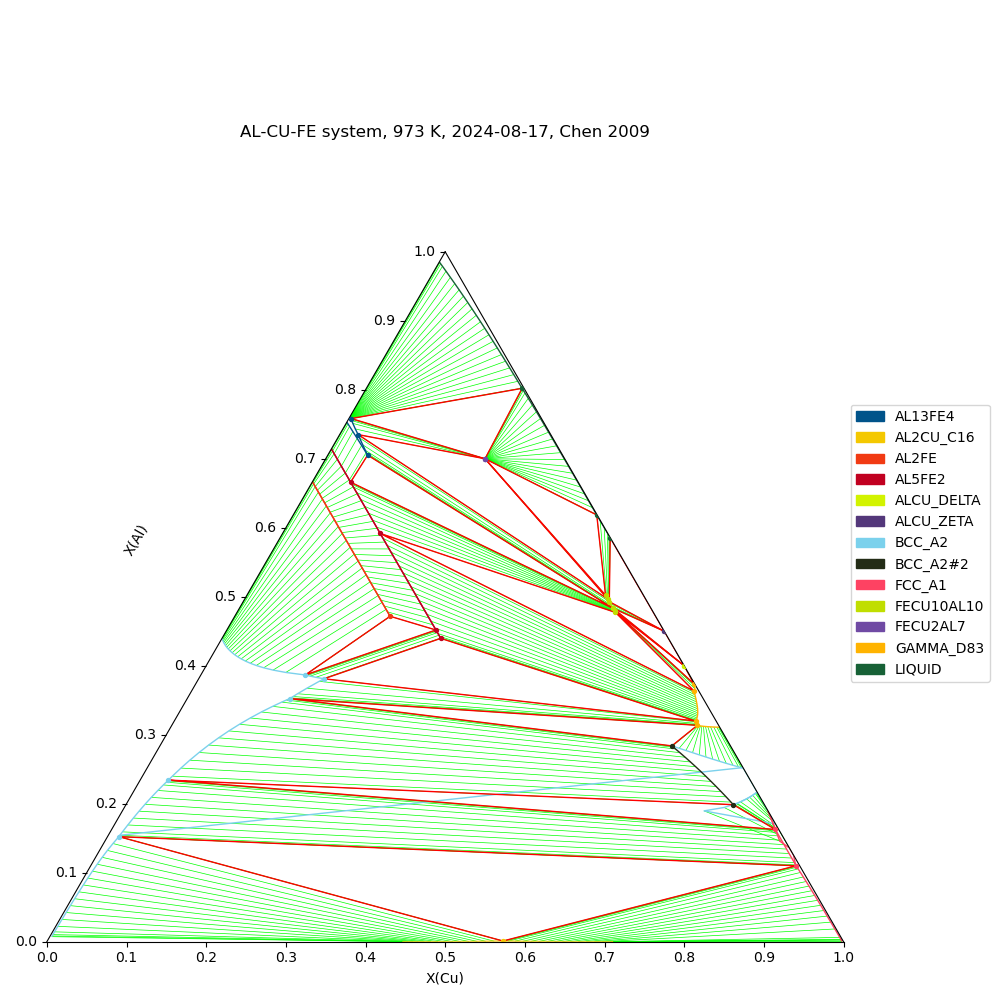 AL-CU-FE system, 973 K, 2024-08-17, Chen 2009
1.0
0.9
0.8
0.7
0.6
0.5
0.4
0.3
0.2
0.1
0.0
X(Al)
0.0 0.1 0.2 0.3 0.4 0.5 0.6 0.7 0.8 0.9 1.0
X(Cu)
AL13FE4
AL2CU_C16
AL2FE
AL5FE2
ALCU_DELTA
ALCU_ZETA
BCC_A2
BCC_A2#2
FCC_A1
FECU10AL10
FECU2AL7
GAMMA_D83
LIQUID